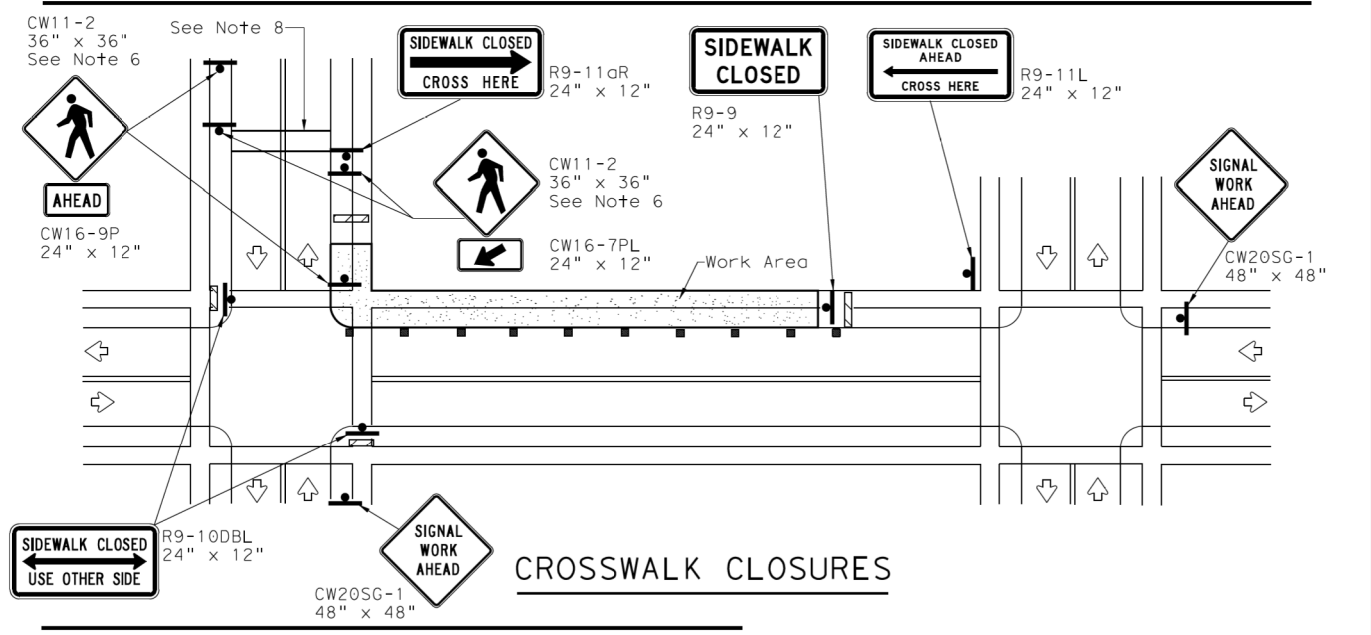 CW11-2
36" x 36"
See Note 6
See Note 8
SIDEWALK CLOSED
CROSS HERE
R9-11aR
24" x 12"
SIDEWALK
CLOSED
R9-9
24" x 12"
SIDEWALK CLOSED
AHEAD
CROSS HERE
R9-11L
24" x 12"
AHEAD
CW16-9P
24" x 12"
CW11-2
36" x 36"
See Note 6
CW16-7PL
24" x 12"
Work Area
SIGNAL
WORK
AHEAD
CW20SG-1
48" x 48"
SIDEWALK CLOSED
USE OTHER SIDE
R9-10DBL
24" x 12"
SIGNAL
WORK
AHEAD
CW20SG-1
48" x 48"
CROSSWALK CLOSURES